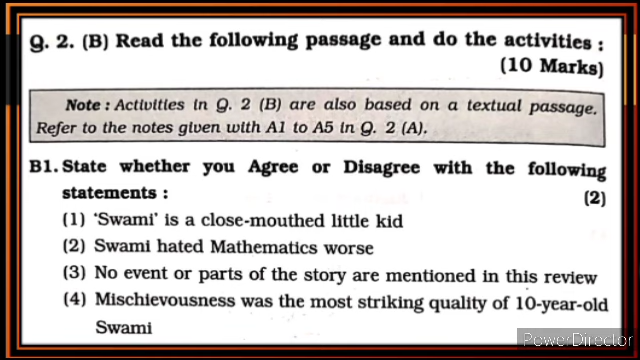 Q. 2. (B) Read the following passage and do the activities :
(10 Marks)
Note : Activities in Q. 2 (B) are also based on a textual passage.
Refer to the notes given with A1 to A5 in Q. 2 (A).
B1. State whether you Agree or Disagree with the following
statements : (2)
(1) 'Swami' is a close-mouthed little kid
(2) Swami hated Mathematics worse
(3) No event or parts of the story are mentioned in this review
(4) Mischievousness was the most striking quality of 10-year-old
Swami
PowerDirector